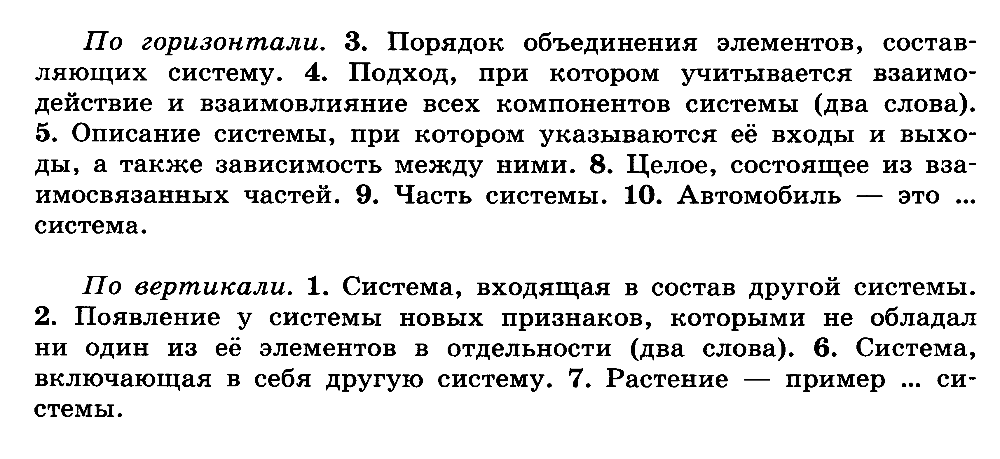 По горизонтали. 3. Порядок объединения элементов, состав-
ляющих систему. 4. Подход, при котором учитывается взаимо-
действие и взаимовлияние всех компонентов системы (два слова).
5. Описание системы, при котором указываются её входы и выхо-
ды, а также зависимость между ними. 8. Целое, состоящее из вза-
имосвязанных частей. 9. Часть системы. 10. Автомобиль — это ...
система.
По вертикали. 1. Система, входящая в состав другой системы.
2. Появление у системы новых признаков, которыми не обладал
ни один из её элементов в отдельности (два слова). 6. Система,
включающая в себя другую систему. 7. Растение — пример ... си-
стемы.